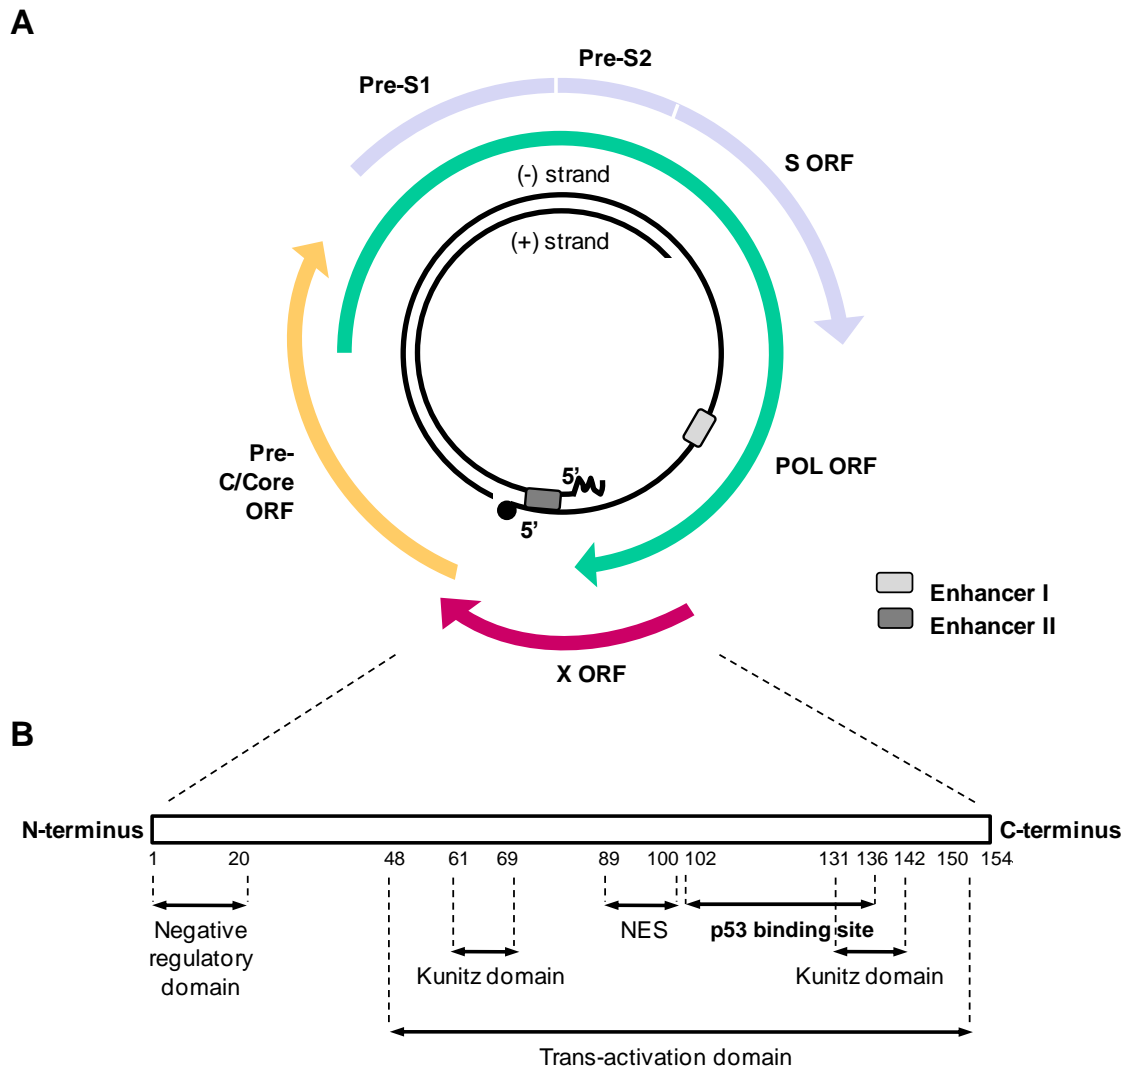 A
Pre-S1
Pre-S2
S ORF
(-) strand
(+) strand
Pre-
C/Core
ORF
POL ORF
5’
5’
Enhancer I
Enhancer II
X ORF
B
N-terminus
C-terminus
1 20 48 61 69 89 100 102 131 136 142 150 154
Negative
regulatory
domain
NES
p53 binding site
Kunitz domain
Kunitz domain
Trans-activation domain